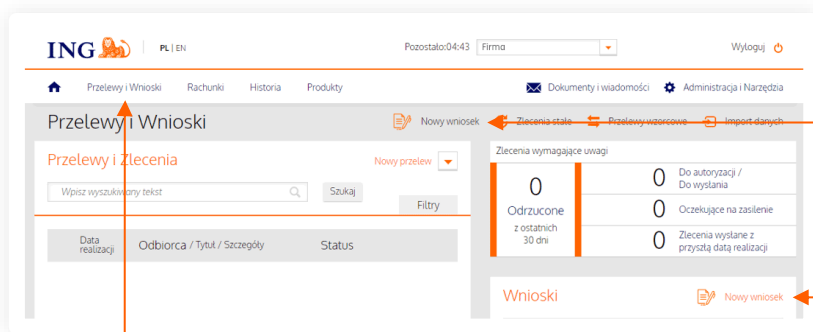 ING PL | EN Pozostało:04:43 Firma Wyloguj
Przelewy i Wnioski Rachunki Historia Produkty Dokumenty i wiadomości Administracja i Narzędzia
Przelewy i Wnioski Nowy wniosek Zlecenia stałe Przelewy wzorcowe Import danych
Przelewy i Zlecenia Nowy przelew
Wpisz wyszukiwany tekst Szukaj
Filtry
Data realizacji Odbiorca / Tytuł / Szczegóły Status
Zlecenia wymagające uwagi
0
Odrzucone
z ostatnich
30 dni
0 Do autoryzacji /
Do wysłania
0 Oczekujące na zasilenie
0 Zlecenia wysłane z
przyszłą datą realizacji
Wnioski Nowy wniosek